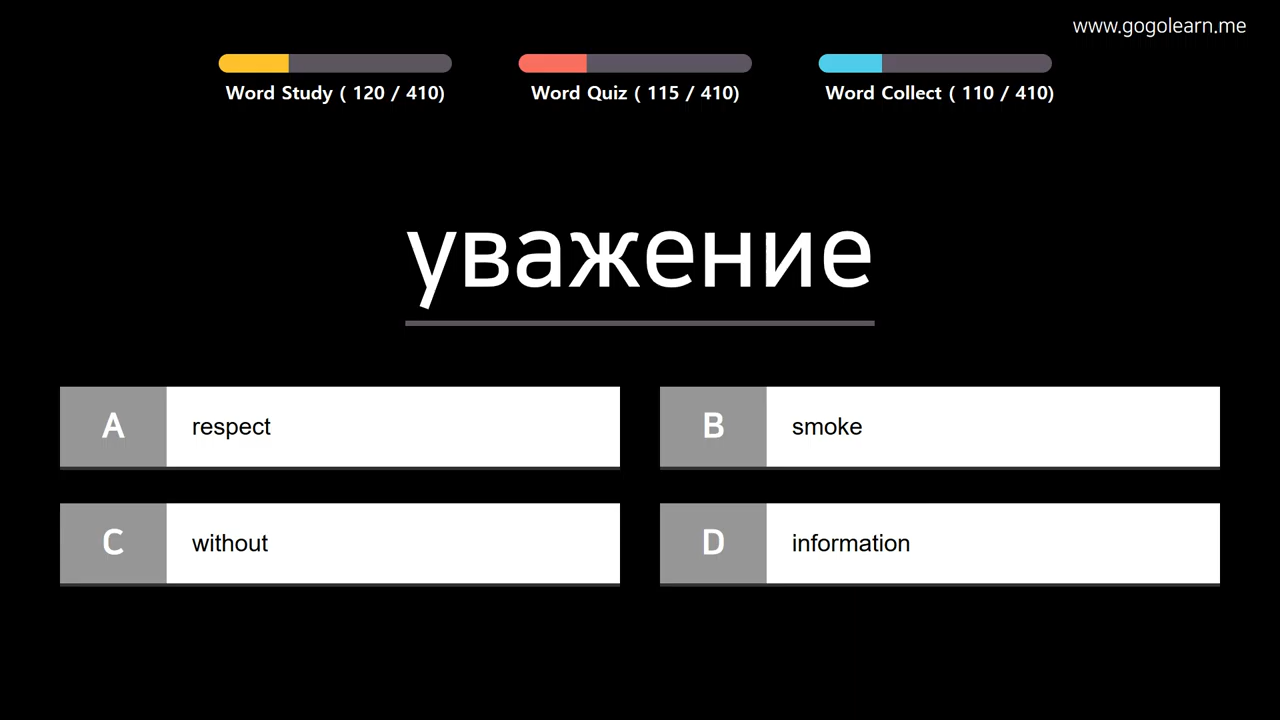 www.gogolearn.me
Word Study ( 120 / 410)
Word Quiz ( 115 / 410)
Word Collect ( 110 / 410)
уважение
A respect
B smoke
C without
D information